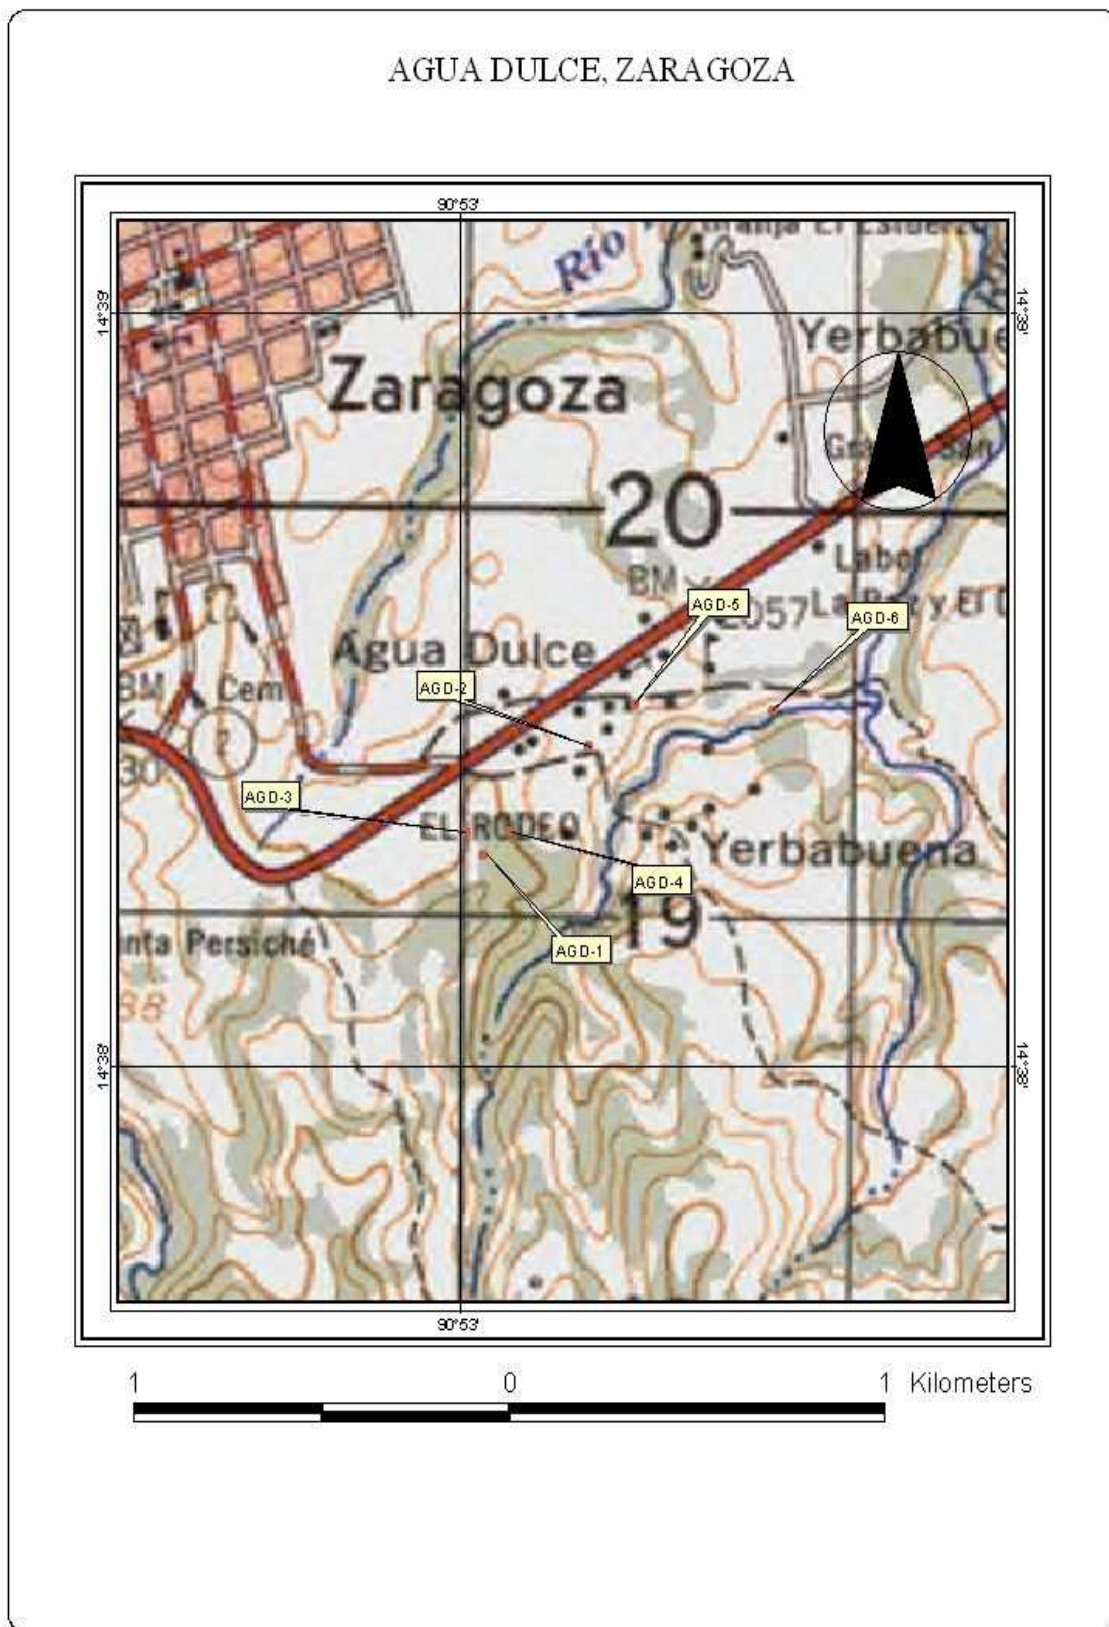 AGUA DULCE, ZARAGOZA
90°53'
Río
14°39'
14°39'
Yerbabue
Zaragoza
20
Labor
BM
AGD-5
2057
La Paz y El
AGD-6
Agua Dulce
AGD-2
BM
Cem
2
30
AGD-3
EL RODEO
Yerbabuena
AGD-4
19
AGD-1
nta Persiché
14°38'
14°38'
90°53'
1 0 1 Kilometers